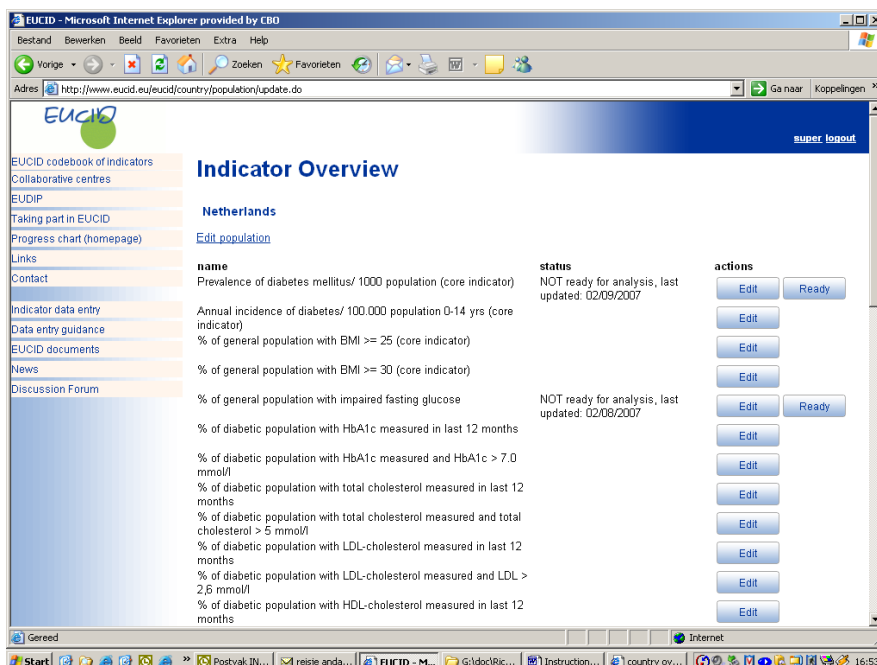 EUCID - Microsoft Internet Explorer provided by CBO
Bestand Bewerken Beeld Favorieten Extra Help
Vorige Zoeken Favorieten
Adres http://www.eucid.eu/eucid/country/population/update.do Ga naar Koppelingen
EUCID
super logout
EUCID codebook of indicators
Collaborative centres
EUDIP
Taking part in EUCID
Progress chart (homepage)
Links
Contact
Indicator data entry
Data entry guidance
EUCID documents
News
Discussion Forum
Indicator Overview
Netherlands
Edit population
name status actions
Prevalence of diabetes mellitus/ 1000 population (core indicator) NOT ready for analysis, last
updated: 02/09/2007 Edit Ready
Annual incidence of diabetes/ 100.000 population 0-14 yrs (core
indicator) Edit
% of general population with BMI >= 25 (core indicator) Edit
% of general population with BMI >= 30 (core indicator) Edit
% of general population with impaired fasting glucose NOT ready for analysis, last
updated: 02/08/2007 Edit Ready
% of diabetic population with HbA1c measured in last 12 months Edit
% of diabetic population with HbA1c measured and HbA1c > 7.0
mmol/l Edit
% of diabetic population with total cholesterol measured in last 12
months Edit
% of diabetic population with total cholesterol measured and total
cholesterol > 5 mmol/l Edit
% of diabetic population with LDL-cholesterol measured in last 12
months Edit
% of diabetic population with LDL-cholesterol measured and LDL >
2,6 mmol/l Edit
% of diabetic population with HDL-cholesterol measured in last 12
months Edit
Gereed Internet
Start Postvak IN... reisje anda... EUCID - M... G:\doc\Ric... Instruction... country ov... 16:53